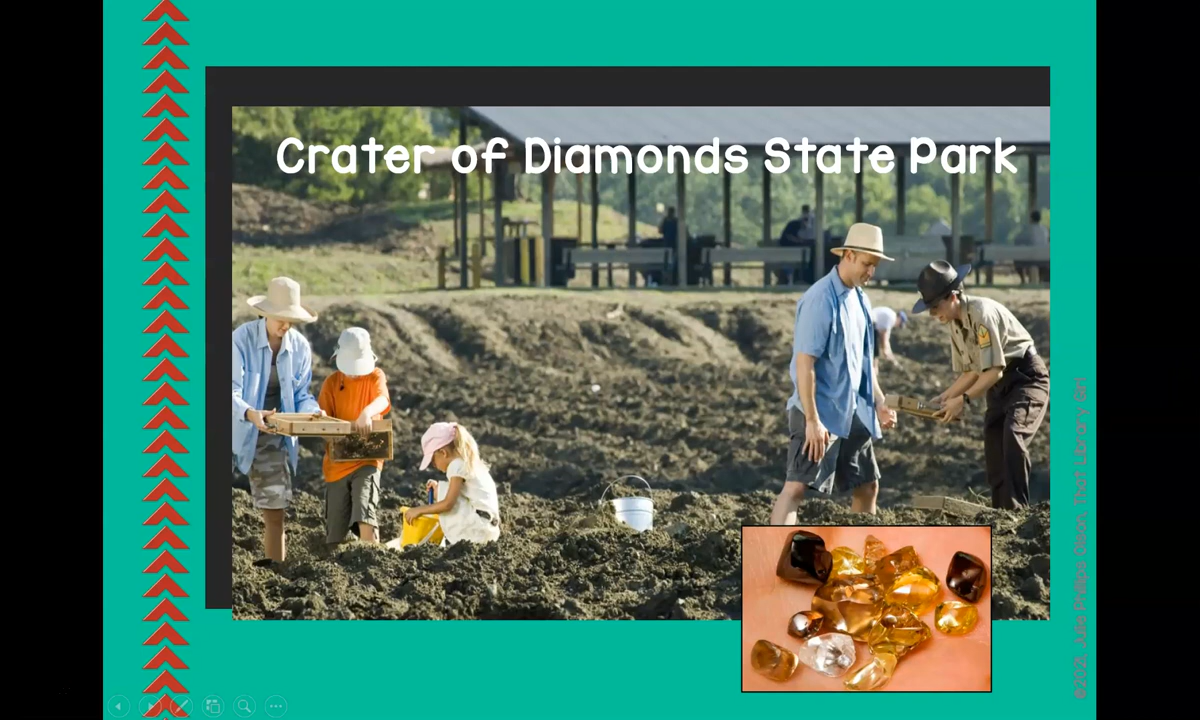 Crater of Diamonds State Park
©2021, Julie Phillips Olson, That Library Girl